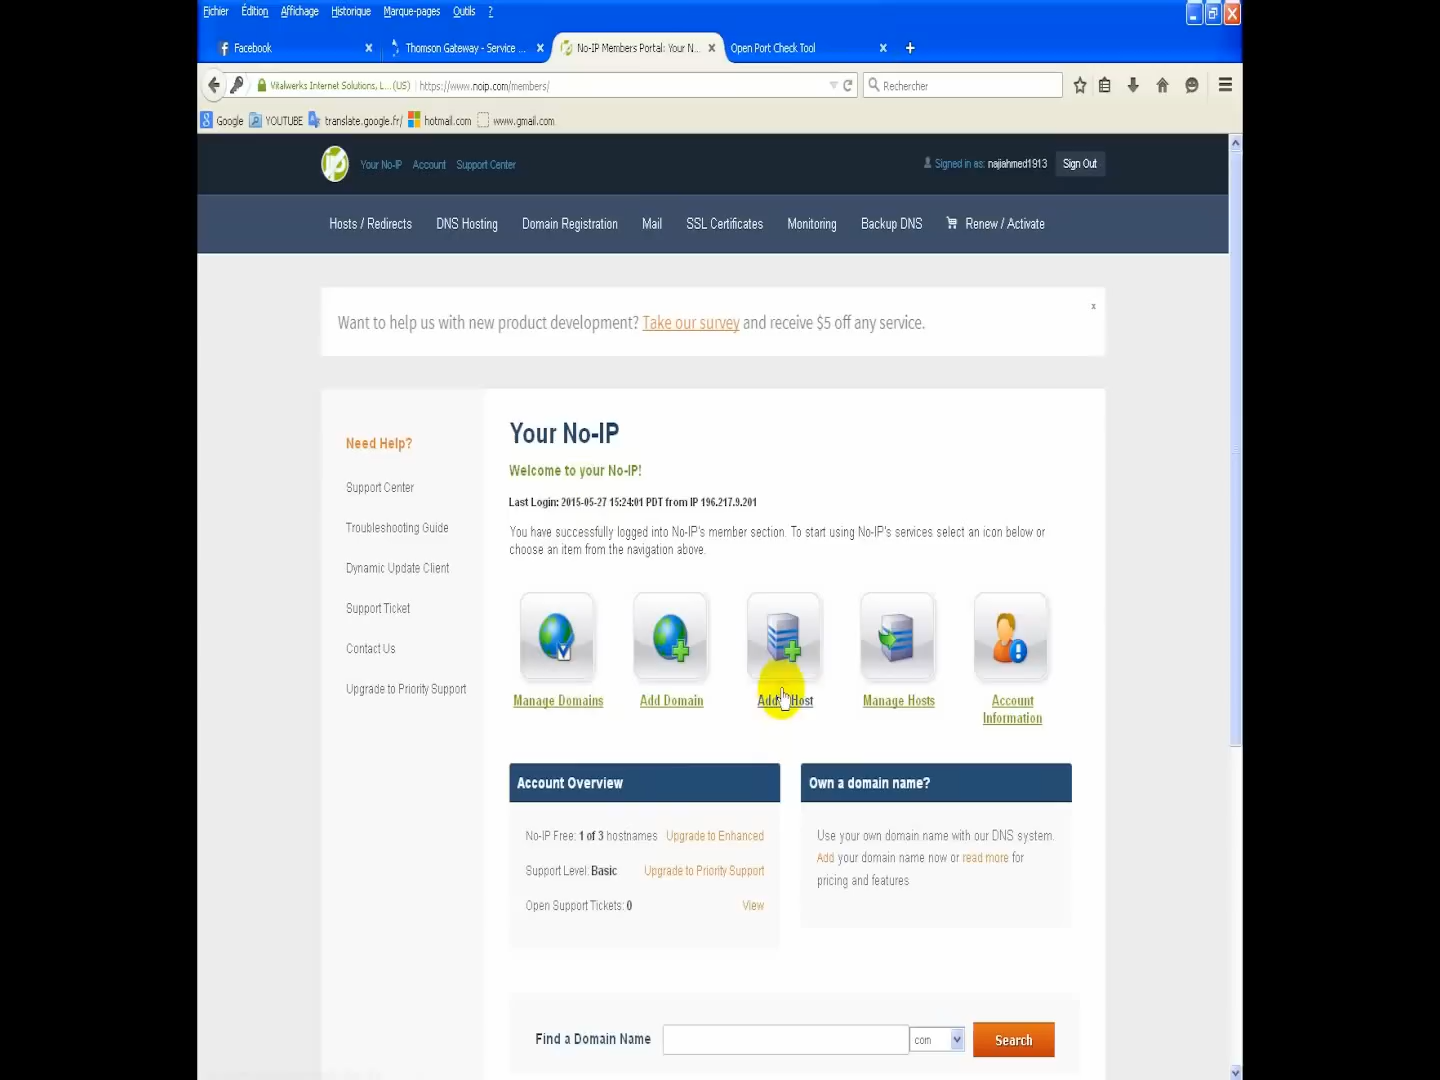 Fichier Édition Affichage Historique Marque-pages Outils ?
Facebook Thomson Gateway - Service ... No-IP Members Portal: Your N... Open Port Check Tool
Vitalwerks Internet Solutions, L... (US) https://www.noip.com/members/ Rechercher
Google YOUTUBE translate.google.fr/ hotmail.com www.gmail.com
Your No-IP Account Support Center Signed in as: najiahmed1913 Sign Out
Hosts / Redirects DNS Hosting Domain Registration Mail SSL Certificates Monitoring Backup DNS Renew / Activate
Want to help us with new product development? Take our survey and receive $5 off any service.
x
Need Help?
Support Center
Troubleshooting Guide
Dynamic Update Client
Support Ticket
Contact Us
Upgrade to Priority Support
Your No-IP
Welcome to your No-IP!
Last Login: 2015-05-27 15:24:01 PDT from IP 196.217.9.201
You have successfully logged into No-IP's member section. To start using No-IP's services select an icon below or
choose an item from the navigation above.
Manage Domains Add Domain Add Host Manage Hosts Account
Information
Account Overview
No-IP Free: 1 of 3 hostnames Upgrade to Enhanced
Support Level: Basic Upgrade to Priority Support
Open Support Tickets: 0 View
Own a domain name?
Use your own domain name with our DNS system.
Add your domain name now or read more for
pricing and features
Find a Domain Name com Search